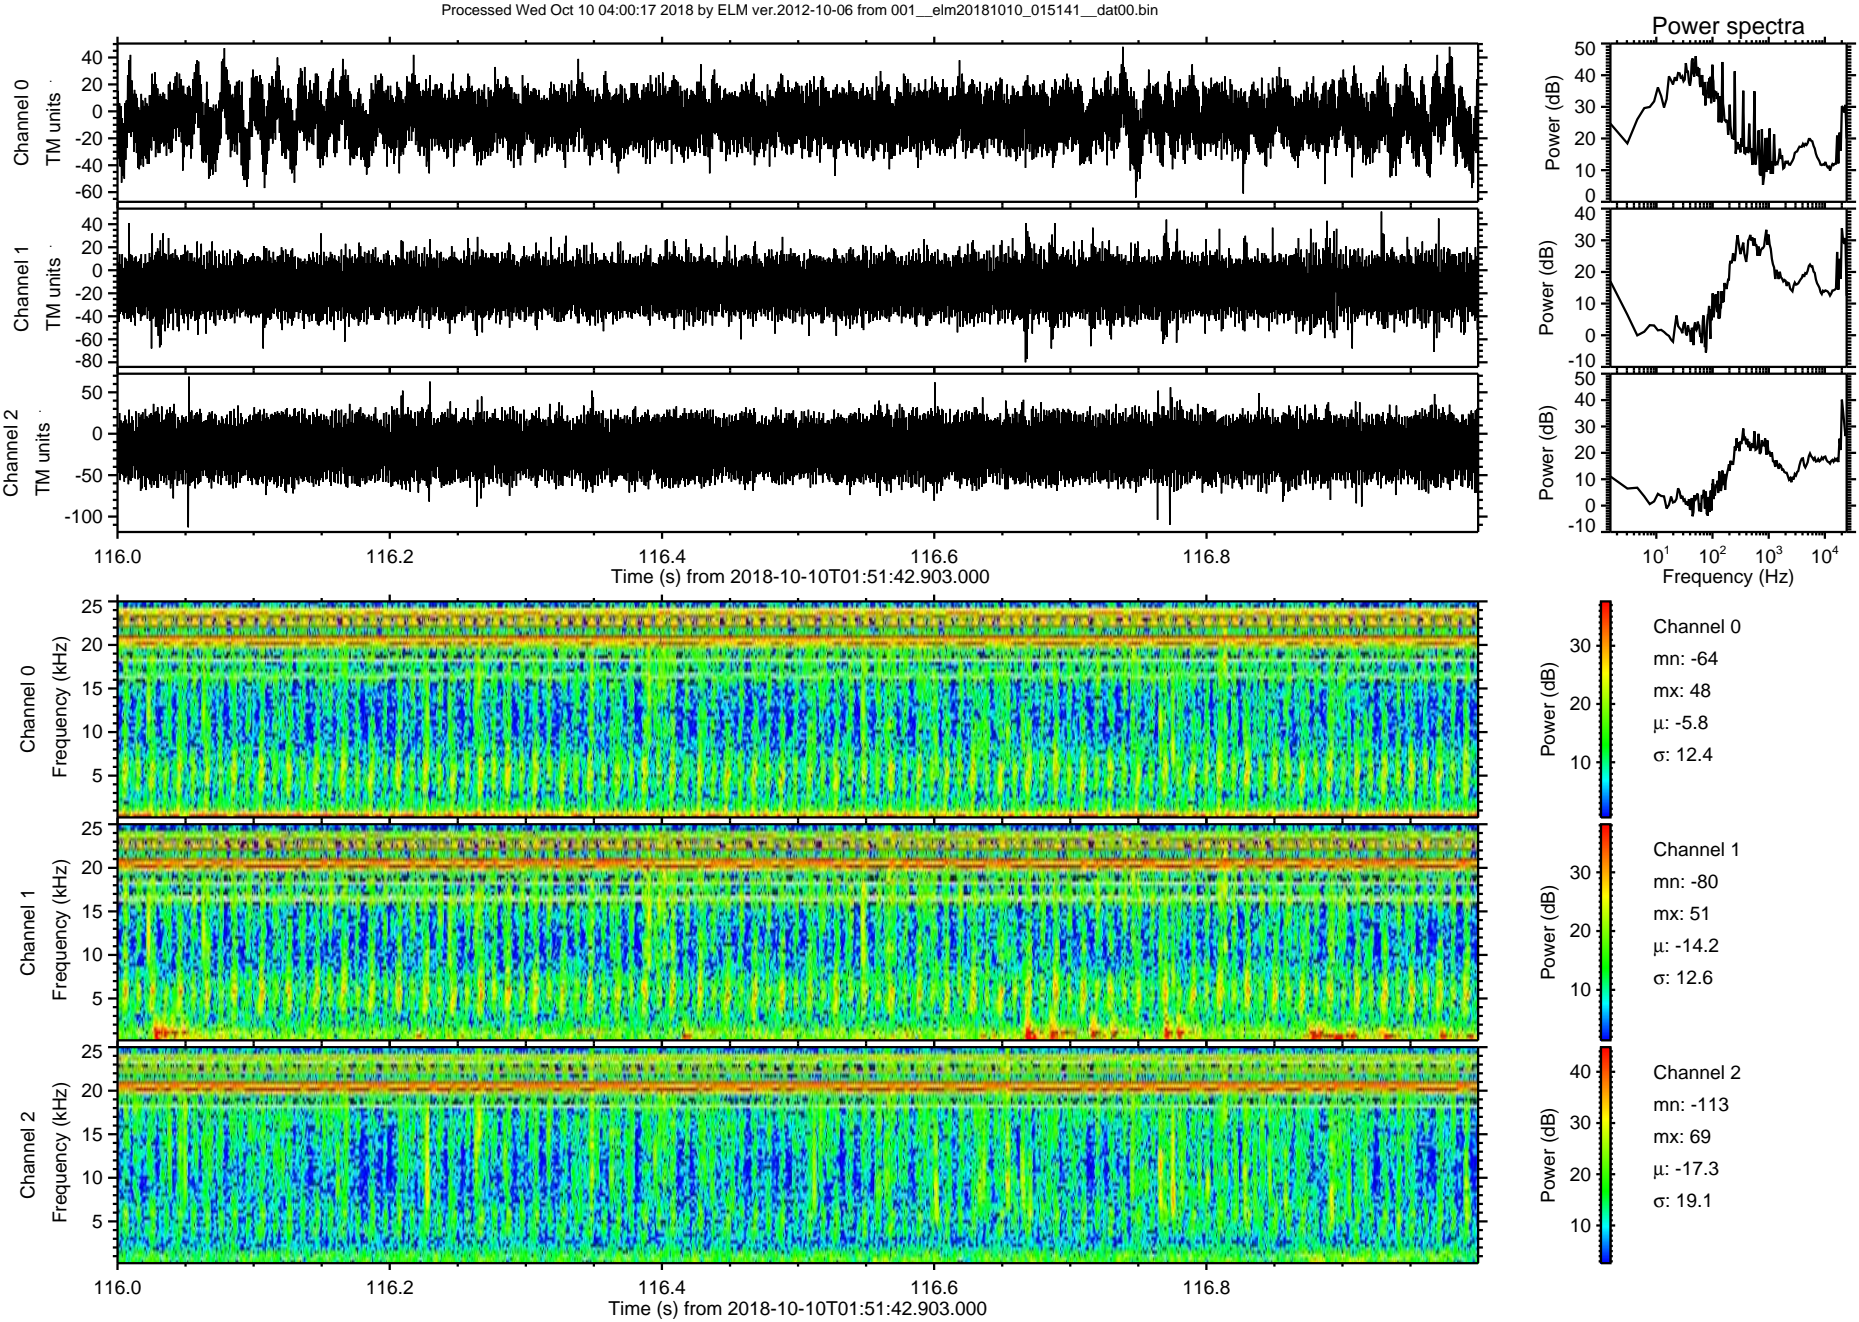 Processed Wed Oct 10 04:00:17 2018 by ELM ver.2012-10-06 from 001__elm20181010_015141__dat00.bin
Power spectra
Channel 0
TM units
40
20
0
-20
-40
-60
Power (dB)
50
40
30
20
10
0
Channel 1
TM units
40
20
0
-20
-40
-60
-80
Power (dB)
40
30
20
10
0
-10
Channel 2
TM units
50
0
-50
-100
Power (dB)
50
40
30
20
10
0
-10
116.0 116.2 116.4 116.6 116.8
Time (s) from 2018-10-10T01:51:42.903.000
10¹ 10² 10³ 10⁴
Frequency (Hz)
Channel 0
Frequency (kHz)
25
20
15
10
5
Power (dB)
30
20
10
Channel 0
mn: -64
mx: 48
μ: -5.8
σ: 12.4
Channel 1
Frequency (kHz)
25
20
15
10
5
Power (dB)
30
20
10
Channel 1
mn: -80
mx: 51
μ: -14.2
σ: 12.6
Channel 2
Frequency (kHz)
25
20
15
10
5
Power (dB)
40
30
20
10
Channel 2
mn: -113
mx: 69
μ: -17.3
σ: 19.1
116.0 116.2 116.4 116.6 116.8
Time (s) from 2018-10-10T01:51:42.903.000